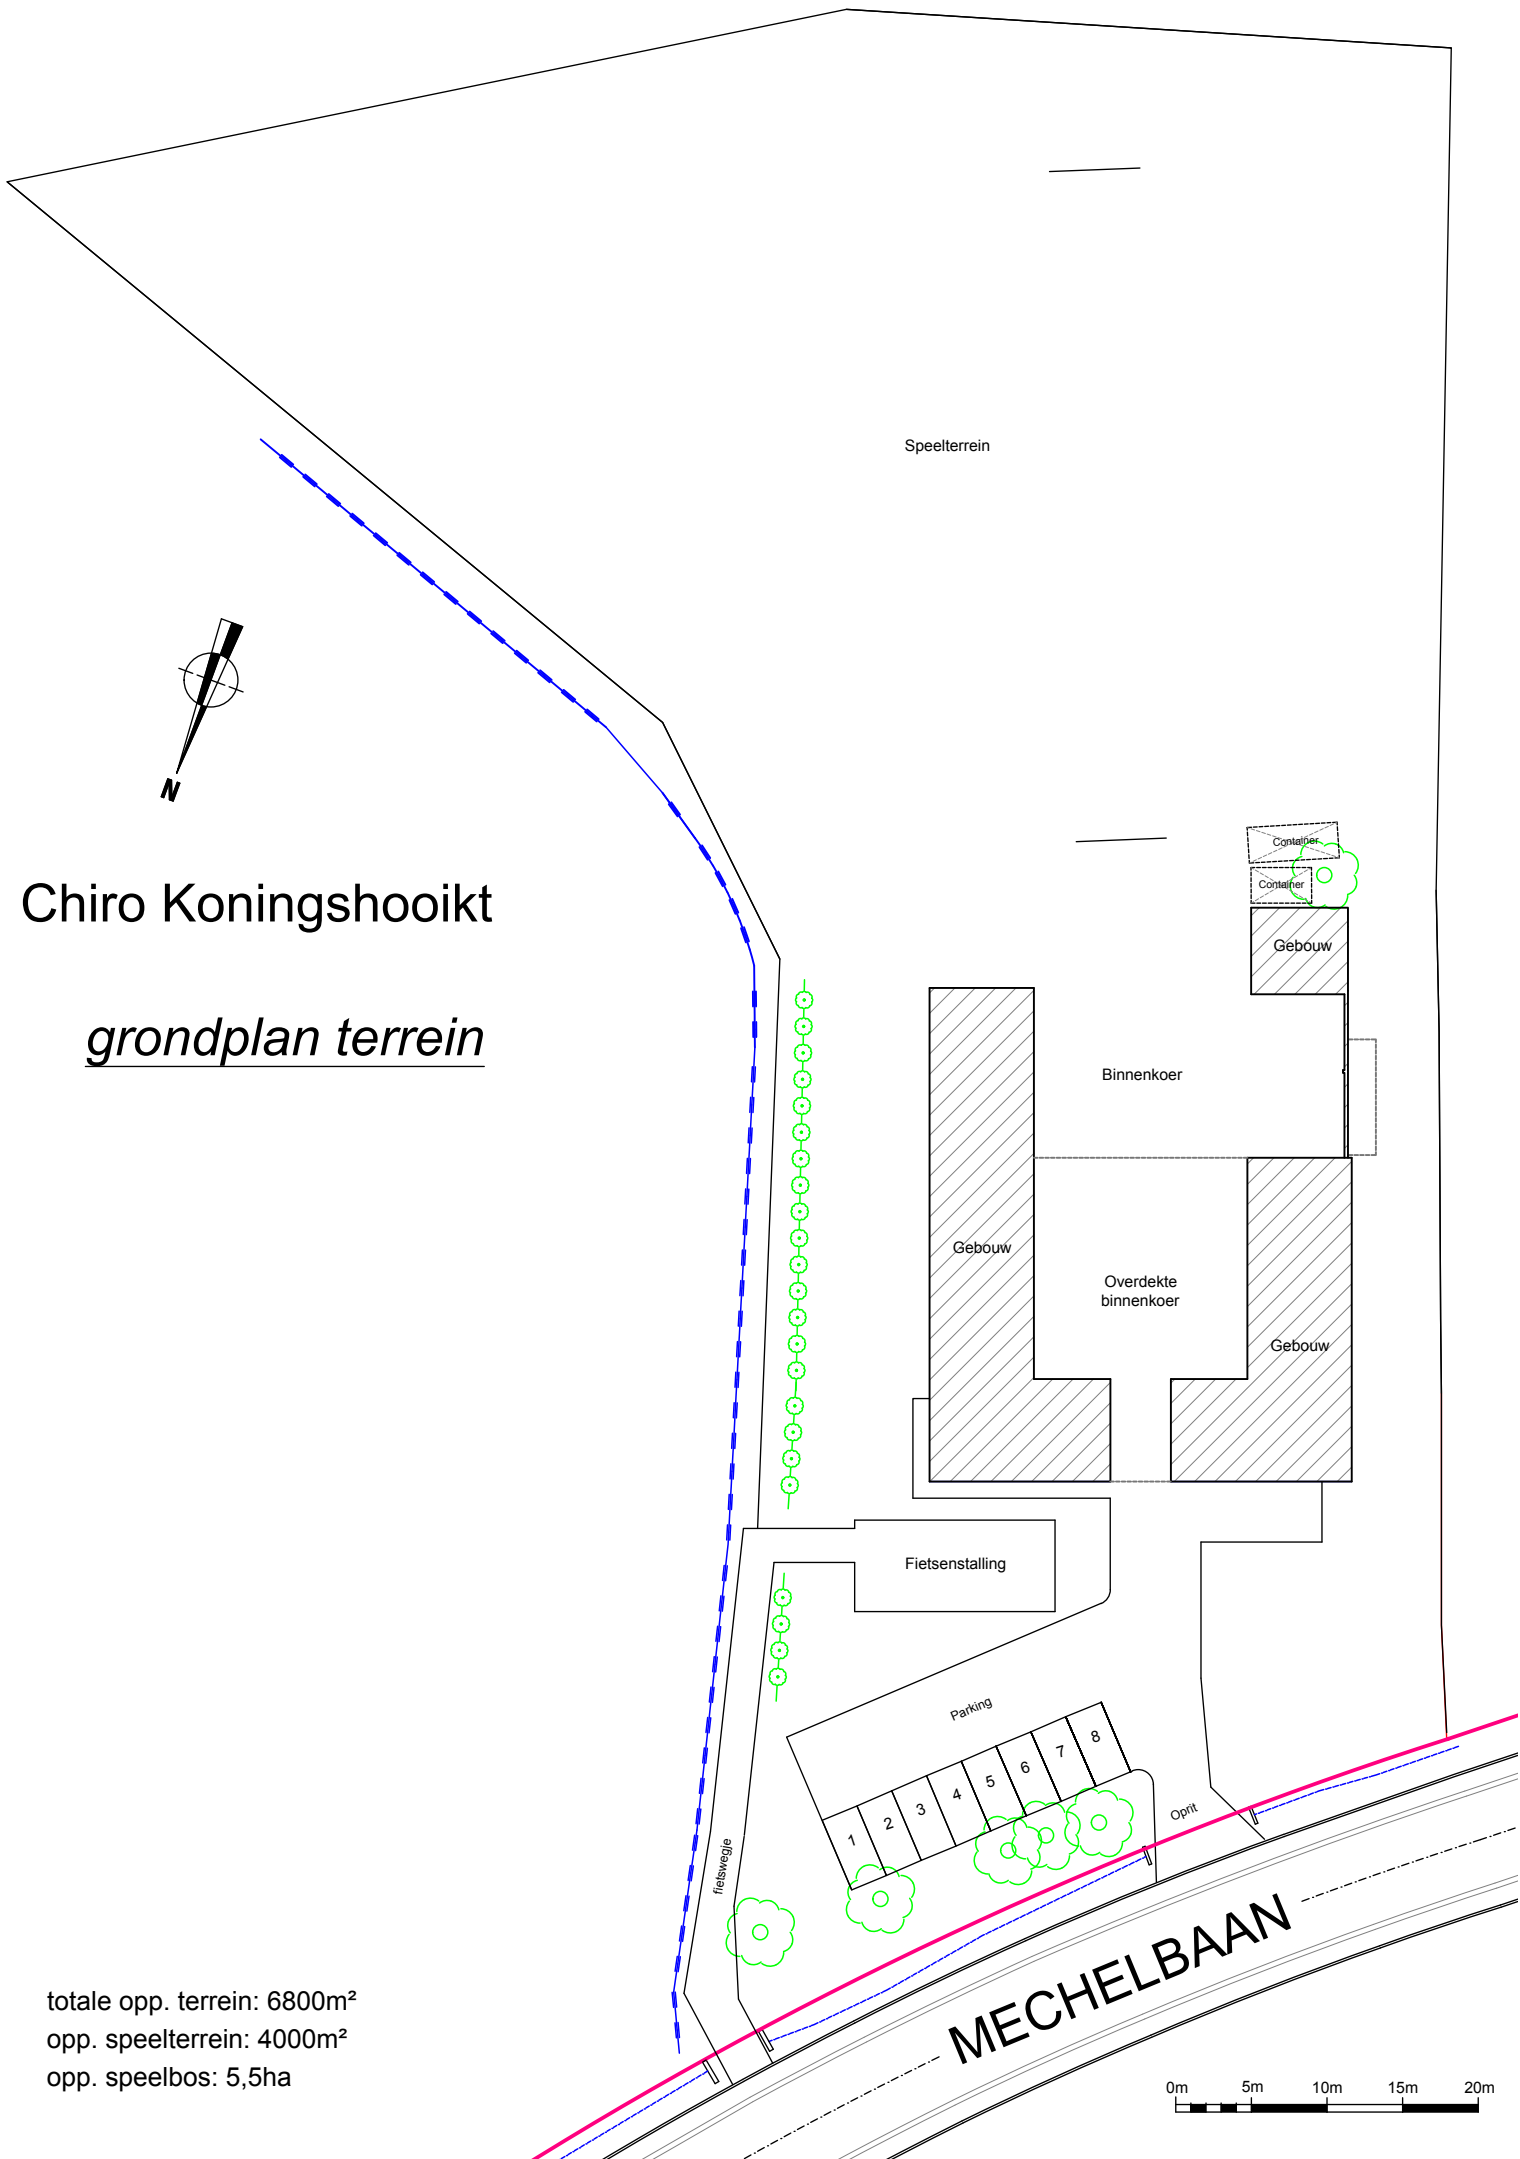 Speelterrein
N
Container
Container
Chiro Koningshooikt
Gebouw
grondplan terrein
Binnenkoer
Gebouw
Overdekte
binnenkoer
Gebouw
Fietsenstalling
Parking
1 2 3 4 5 6 7 8
Oprit
fietswegje
MECHELBAAN
totale opp. terrein: 6800m²
opp. speelterrein: 4000m²
opp. speelbos: 5,5ha
0m 5m 10m 15m 20m